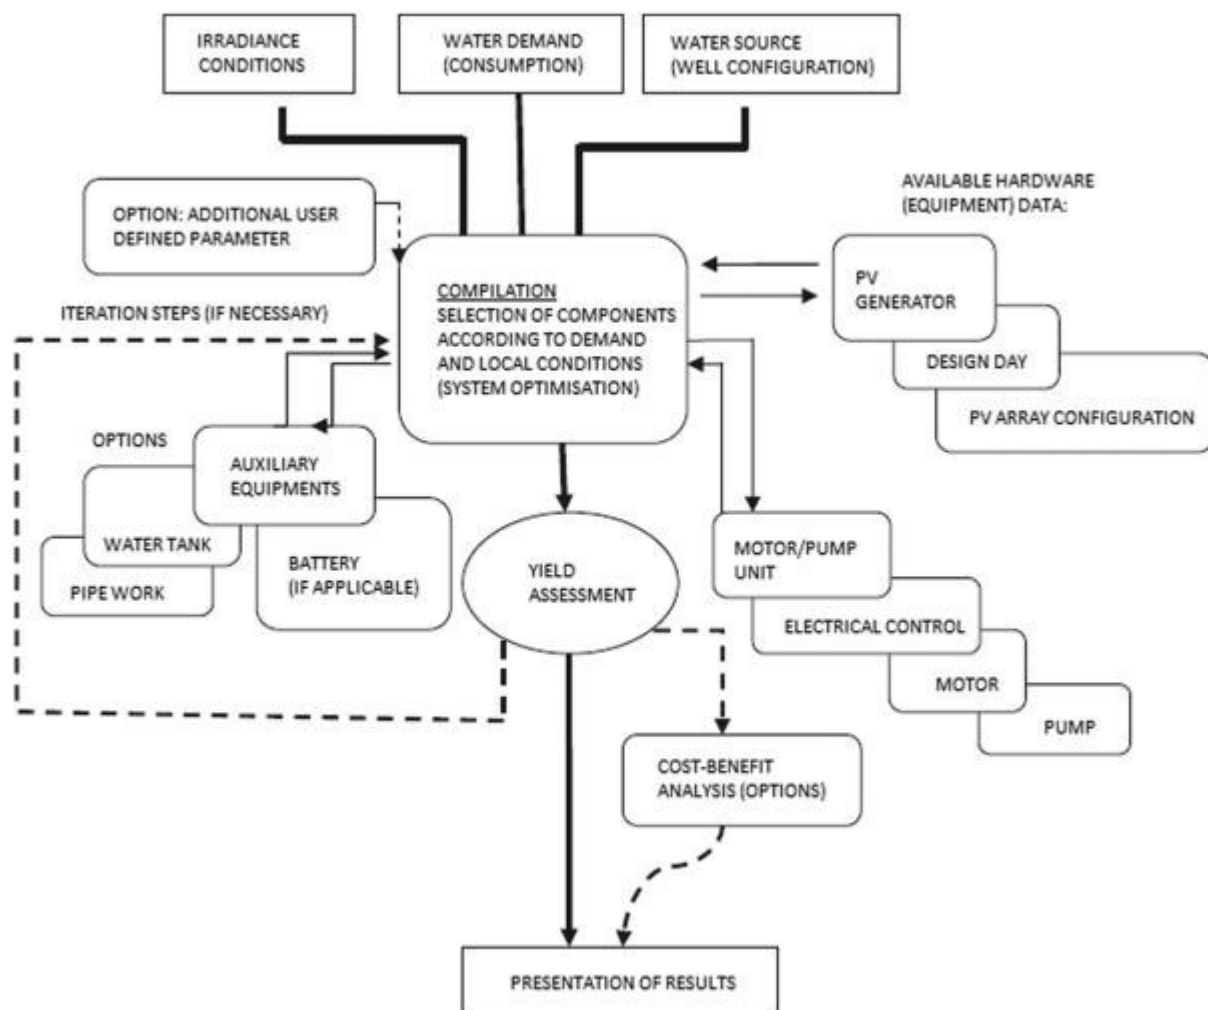 IRRADIANCE
CONDITIONS
WATER DEMAND
(CONSUMPTION)
WATER SOURCE
(WELL CONFIGURATION)
OPTION: ADDITIONAL USER
DEFINED PARAMETER
AVAILABLE HARDWARE
(EQUIPMENT) DATA:
COMPILATION
SELECTION OF COMPONENTS
ACCORDING TO DEMAND
AND LOCAL CONDITIONS
(SYSTEM OPTIMISATION)
PV
GENERATOR
DESIGN DAY
PV ARRAY CONFIGURATION
ITERATION STEPS (IF NECESSARY)
OPTIONS
AUXILIARY
EQUIPMENTS
WATER TANK
PIPE WORK
BATTERY
(IF APPLICABLE)
YIELD
ASSESSMENT
MOTOR/PUMP
UNIT
ELECTRICAL CONTROL
MOTOR
PUMP
COST-BENEFIT
ANALYSIS (OPTIONS)
PRESENTATION OF RESULTS